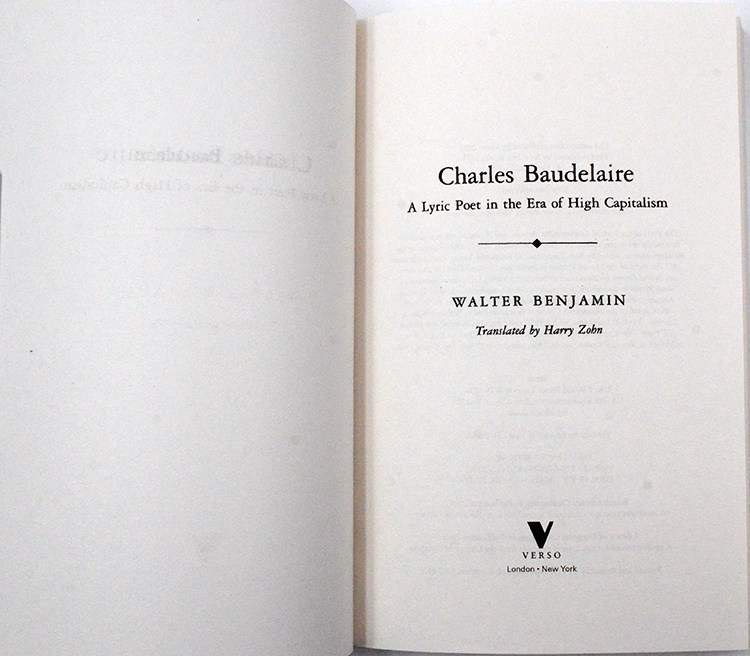 Charles Baudelaire
A Lyric Poet in the Era of High Capitalism
WALTER BENJAMIN
Translated by Harry Zohn
VERSO
London • New York